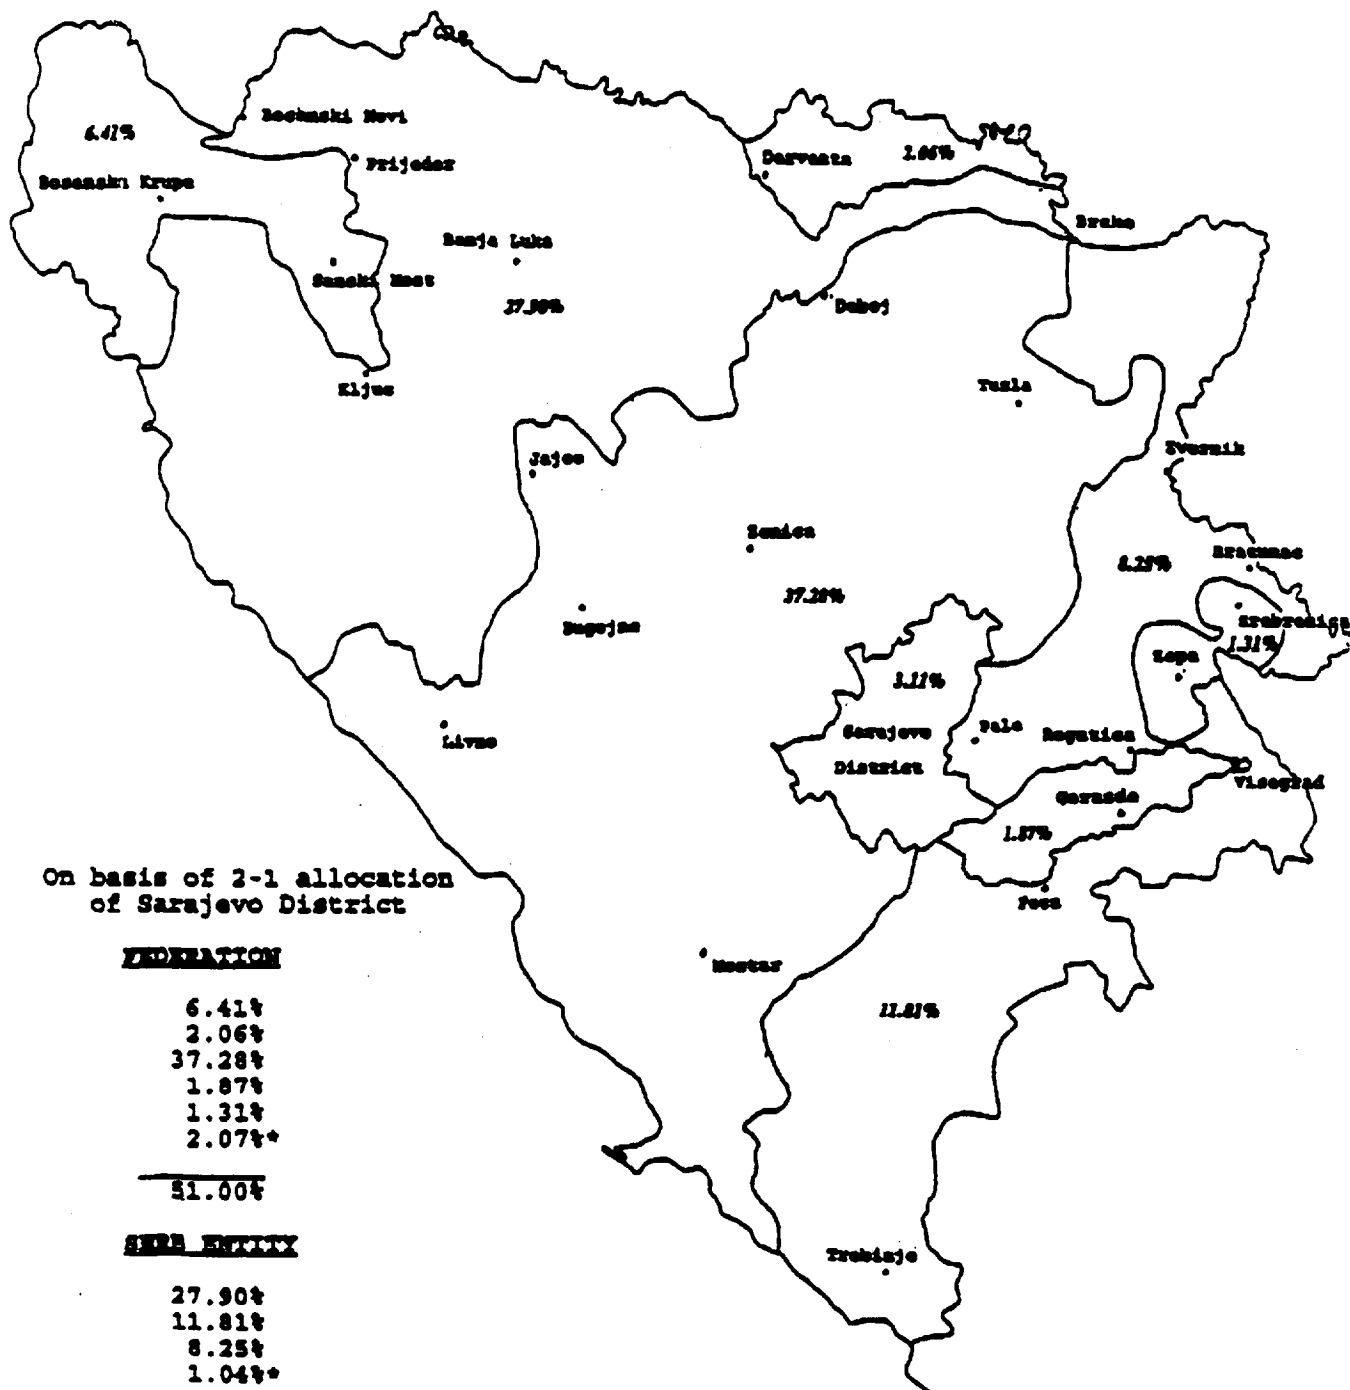 6.41%
Bosanski Novi
Prijedor
Bosanski Krupa
Derventa
2.06%
Brcko
Banja Luka
Sanski Most
27.90%
Doboj
Kljuc
Tuzla
Jajce
Zvornik
Zenica
Bratunac
8.25%
37.28%
Bugojno
Srebrenica
1.31%
Zepa
3.11%
Livno
Sarajevo
District
Pale
Rogatica
Visegrad
Gorazde
1.87%
Foca
Mostar
11.81%
Trebinje
On basis of 2-1 allocation
of Sarajevo District
FEDERATION
6.41%
2.06%
37.28%
1.87%
1.31%
2.07%*
51.00%
SERB ENTITY
27.90%
11.81%
8.25%
1.04%*